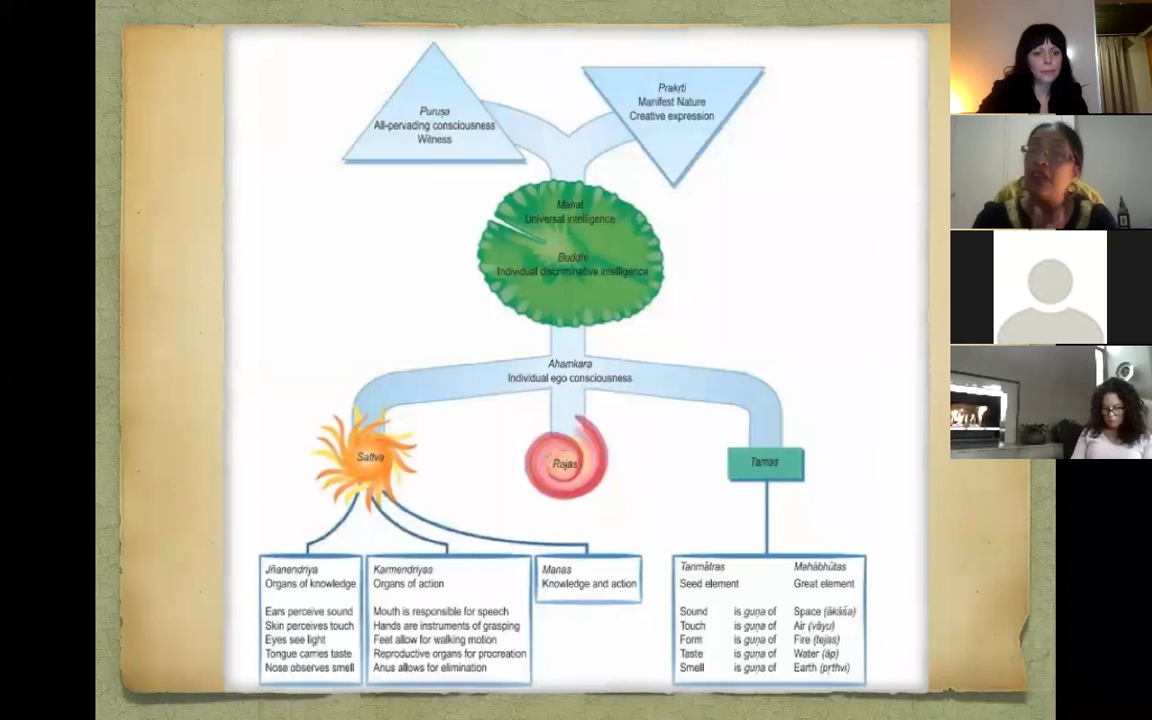 Puruṣa
All-pervading consciousness
Witness
Prakṛti
Manifest Nature
Creative expression
Mahat
Universal intelligence
Buddhi
Individual discriminative intelligence
Ahamkara
Individual ego consciousness
Sattva
Rajas
Tamas
Jñanendriya
Organs of knowledge
Ears perceive sound
Skin perceives touch
Eyes see light
Tongue carries taste
Nose observes smell
Karmendriyas
Organs of action
Mouth is responsible for speech
Hands are instruments of grasping
Feet allow for walking motion
Reproductive organs for procreation
Anus allows for elimination
Manas
Knowledge and action
Tanmātras Mahābhūtas
Seed element Great element
Sound is guṇa of Space (ākāśa)
Touch is guṇa of Air (vāyu)
Form is guṇa of Fire (tejas)
Taste is guṇa of Water (āp)
Smell is guṇa of Earth (pṛthvi)